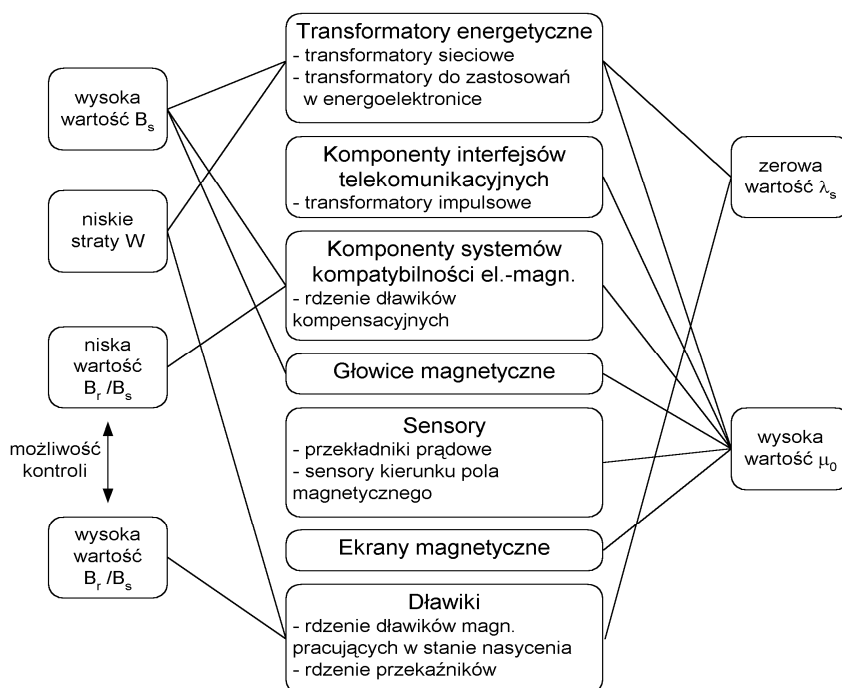 wysoka
wartość Bₛ
niskie
straty W
niska
wartość
Bᵣ /Bₛ
możliwość
kontroli
wysoka
wartość
Bᵣ /Bₛ
Transformatory energetyczne
- transformatory sieciowe
- transformatory do zastosowań
w energoelektronice
Komponenty interfejsów
telekomunikacyjnych
- transformatory impulsowe
Komponenty systemów
kompatybilności el.-magn.
- rdzenie dławików
kompensacyjnych
Głowice magnetyczne
Sensory
- przekładniki prądowe
- sensory kierunku pola
magnetycznego
Ekrany magnetyczne
Dławiki
- rdzenie dławików magn.
pracujących w stanie nasycenia
- rdzenie przekaźników
zerowa
wartość λₛ
wysoka
wartość μ₀